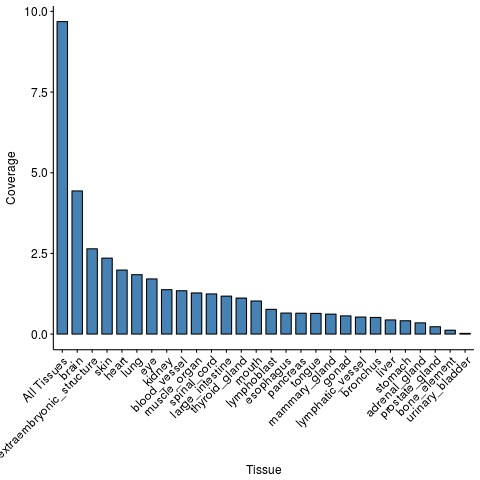 10.0
7.5
5.0
2.5
0.0
Coverage
All Tissues
brain
extraembryonic_structure
skin
heart
lung
eye
kidney
blood_vessel
muscle_organ
spinal_cord
large_intestine
thyroid_gland
mouth
lymphoblast
esophagus
pancreas
tongue
mammary_gland
gonad
lymphatic_vessel
bronchus
liver
stomach
adrenal_gland
prostate_gland
bone_element
urinary_bladder
Tissue